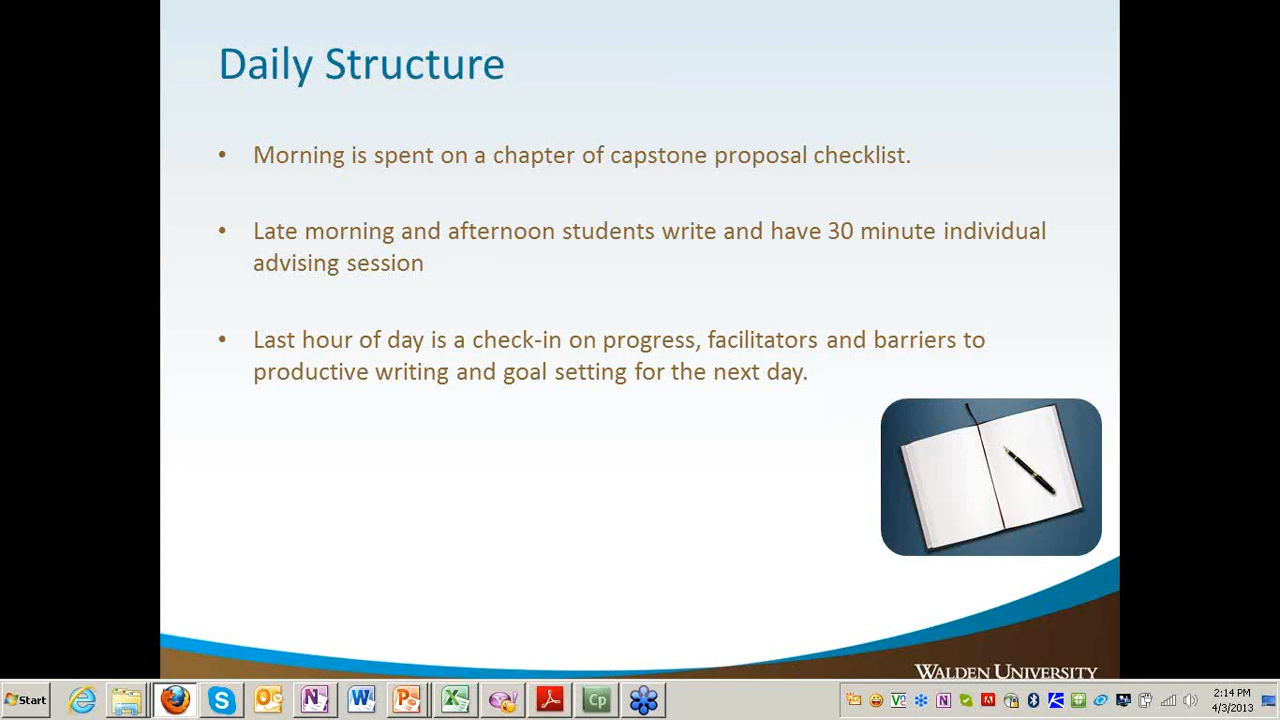 Daily Structure
• Morning is spent on a chapter of capstone proposal checklist.
• Late morning and afternoon students write and have 30 minute individual
advising session
• Last hour of day is a check-in on progress, facilitators and barriers to
productive writing and goal setting for the next day.
WALDEN UNIVERSITY
Start
Cp
2:14 PM
4/3/2013